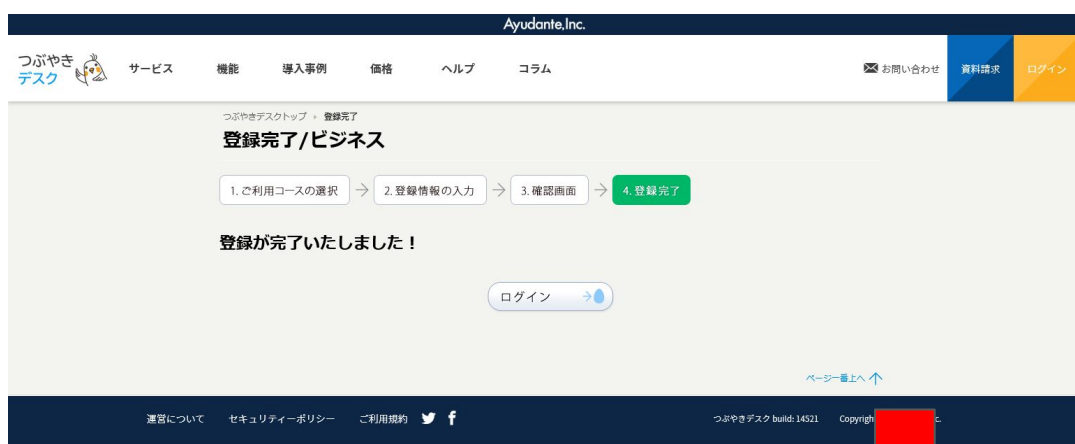 Ayudante,Inc.
つぶやき
デスク
サービス 機能 導入事例 価格 ヘルプ コラム お問い合わせ 資料請求 ログイン
つぶやきデスクトップ › 登録完了
登録完了/ビジネス
1. ご利用コースの選択 → 2. 登録情報の入力 → 3. 確認画面 → 4. 登録完了
登録が完了いたしました！
ログイン
ページ一番上へ
運営について セキュリティーポリシー ご利用規約 つぶやきデスク build: 14521